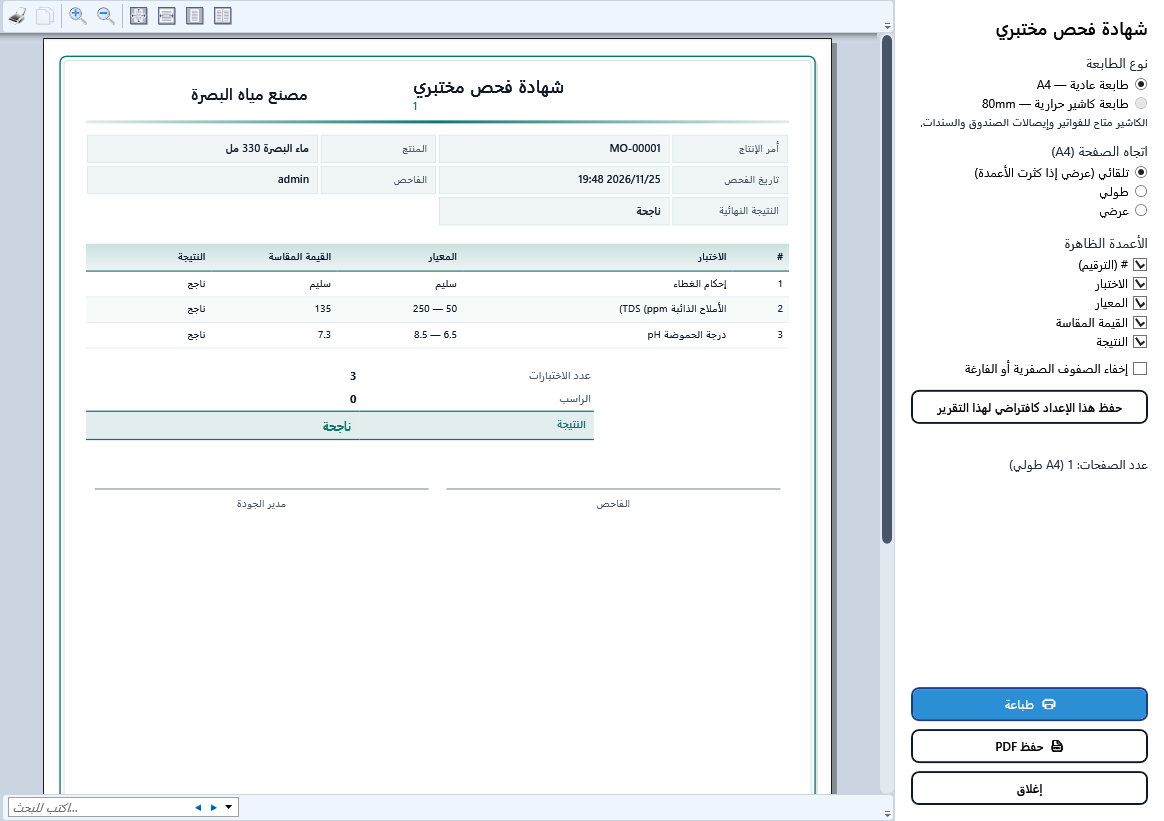 شهادة فحص مختبري
نوع الطابعة
طابعة عادية — A4
طابعة كاشير حرارية — 80mm
الكاشير متاح للفواتير وإيصالات الصندوق والسندات.
اتجاه الصفحة (A4)
تلقائي (عرضي إذا كثرت الأعمدة)
طولي
عرضي
الأعمدة الظاهرة
# (الترقيم)
الاختبار
المعيار
القيمة المقاسة
النتيجة
إخفاء الصفوف الصفرية أو الفارغة
حفظ هذا الإعداد كافتراضي لهذا التقرير
عدد الصفحات: 1 (A4 طولي)
طباعة
حفظ PDF
إغلاق
شهادة فحص مختبري
1
مصنع مياه البصرة
أمر الإنتاج MO-00001 المنتج ماء البصرة 330 مل
تاريخ الفحص 2026/11/25 19:48 الفاحص admin
النتيجة النهائية ناجحة
# الاختبار المعيار القيمة المقاسة النتيجة
1 إحكام الغطاء سليم سليم ناجح
2 الأملاح الذائبة TDS (ppm) 50 — 250 135 ناجح
3 درجة الحموضة pH 6.5 — 8.5 7.3 ناجح
عدد الاختبارات 3
الراسب 0
النتيجة ناجحة
الفاحص مدير الجودة
اكتب للبحث...